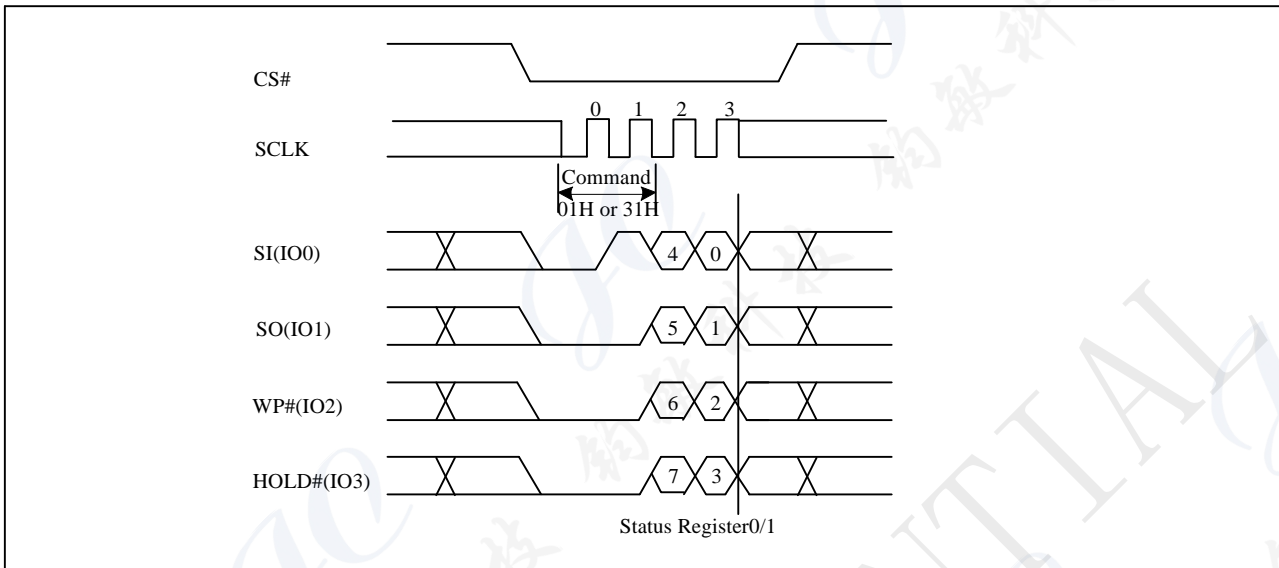 CS#
0 1 2 3
SCLK
Command
01H or 31H
SI(IO0)
4 0
SO(IO1)
5 1
WP#(IO2)
6 2
HOLD#(IO3)
7 3
Status Register0/1
NTIAL